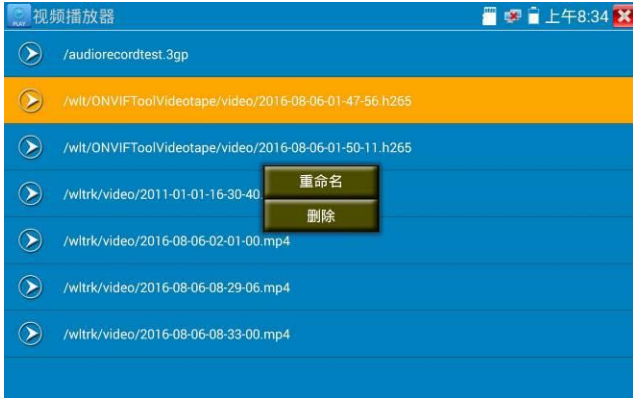 PLAY
视频播放器
上午8:34
/audiorecordtest.3gp
/wlt/ONVIFToolVideotape/video/2016-08-06-01-47-56.h265
/wlt/ONVIFToolVideotape/video/2016-08-06-01-50-11.h265
重命名
/wltrk/video/2011-01-01-16-30-40.
删除
/wltrk/video/2016-08-06-02-01-00.mp4
/wltrk/video/2016-08-06-08-29-06.mp4
/wltrk/video/2016-08-06-08-33-00.mp4